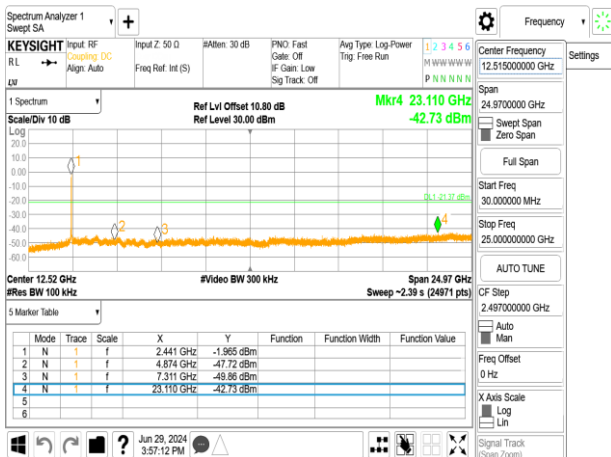 Spectrum Analyzer 1
Swept SA
+
Frequency
KEYSIGHT
RL
LXI
Input: RF
Coupling: DC
Align: Auto
Input Z: 50 Ω
Freq Ref: Int (S)
#Atten: 30 dB
PNO: Fast
Gate: Off
IF Gain: Low
Sig Track: Off
Avg Type: Log-Power
Trig: Free Run
1 2 3 4 5 6
M W W W W W
P N N N N N
1 Spectrum
Scale/Div 10 dB
Ref Lvl Offset 10.80 dB
Ref Level 30.00 dBm
Mkr4 23.110 GHz
-42.73 dBm
Log
20.0
10.0
0.00
-10.0
-20.0
-30.0
-40.0
-50.0
-60.0
1
2
3
4
DL1 -21.37 dBm
Center 12.52 GHz
#Res BW 100 kHz
#Video BW 300 kHz
Span 24.97 GHz
Sweep ~2.39 s (24971 pts)
5 Marker Table
Mode Trace Scale X Y Function Function Width Function Value
1 N 1 f 2.441 GHz -1.965 dBm
2 N 1 f 4.874 GHz -47.72 dBm
3 N 1 f 7.311 GHz -49.86 dBm
4 N 1 f 23.110 GHz -42.73 dBm
5
6
Jun 29, 2024
3:57:12 PM
?
Center Frequency
12.515000000 GHz
Span
24.9700000 GHz
Swept Span
Zero Span
Full Span
Start Freq
30.000000 MHz
Stop Freq
25.000000000 GHz
AUTO TUNE
CF Step
2.497000000 GHz
Auto
Man
Freq Offset
0 Hz
X Axis Scale
Log
Lin
Signal Track
(Span Zoom)
Settings